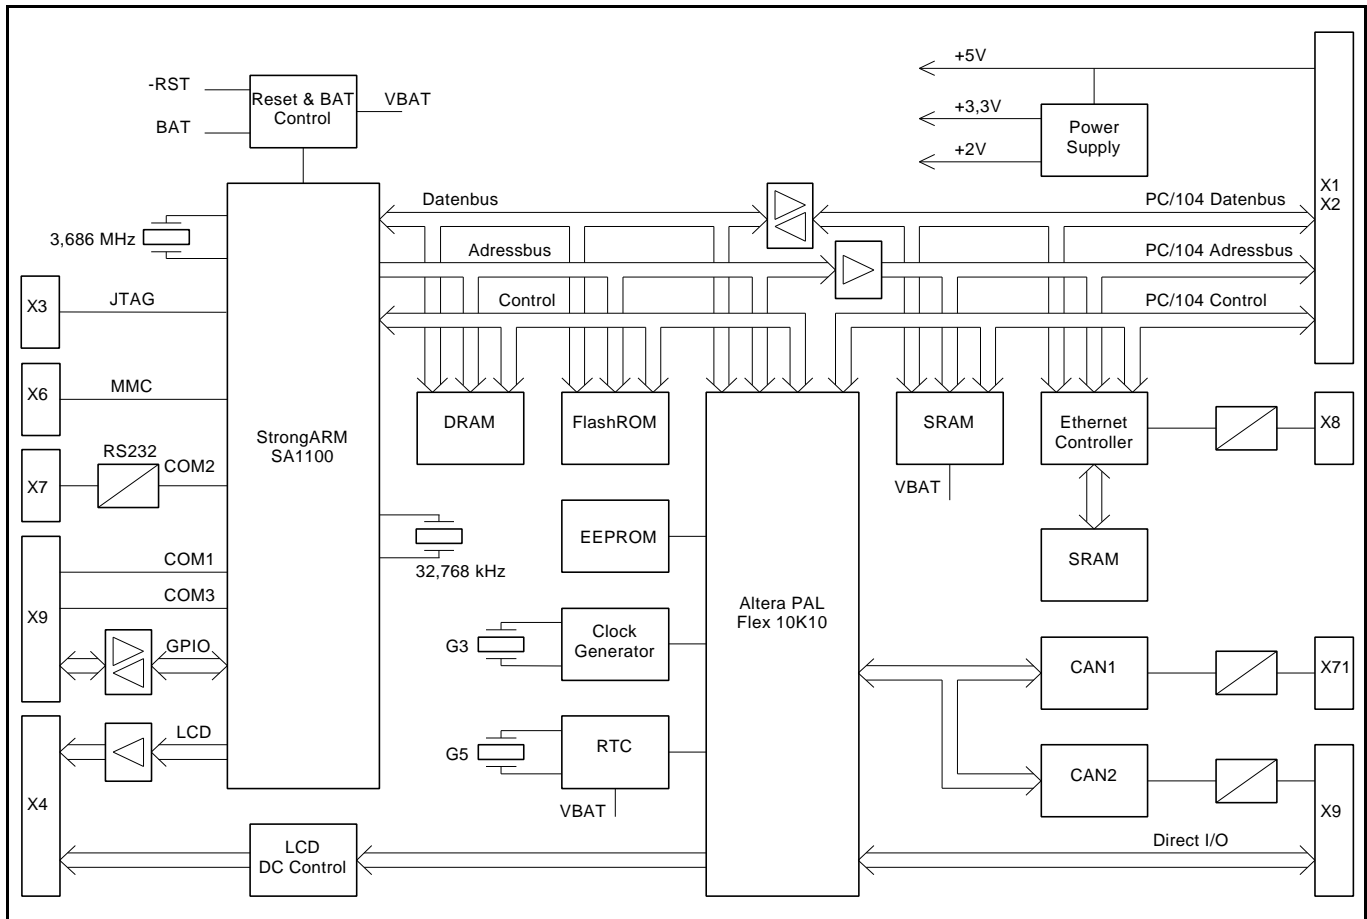 +5V
-RST
Reset & BAT
Control
VBAT
BAT
+3,3V
Power
Supply
+2V
X1
X2
Datenbus
PC/104 Datenbus
3,686 MHz
Adressbus
PC/104 Adressbus
X3
JTAG
Control
PC/104 Control
X6
MMC
StrongARM
SA1100
DRAM
FlashROM
SRAM
Ethernet
Controller
X8
RS232
COM2
X7
VBAT
EEPROM
SRAM
32,768 kHz
COM1
COM3
X9
GPIO
Altera PAL
Flex 10K10
G3
Clock
Generator
CAN1
X71
LCD
G5
RTC
VBAT
CAN2
X4
X9
LCD
DC Control
Direct I/O